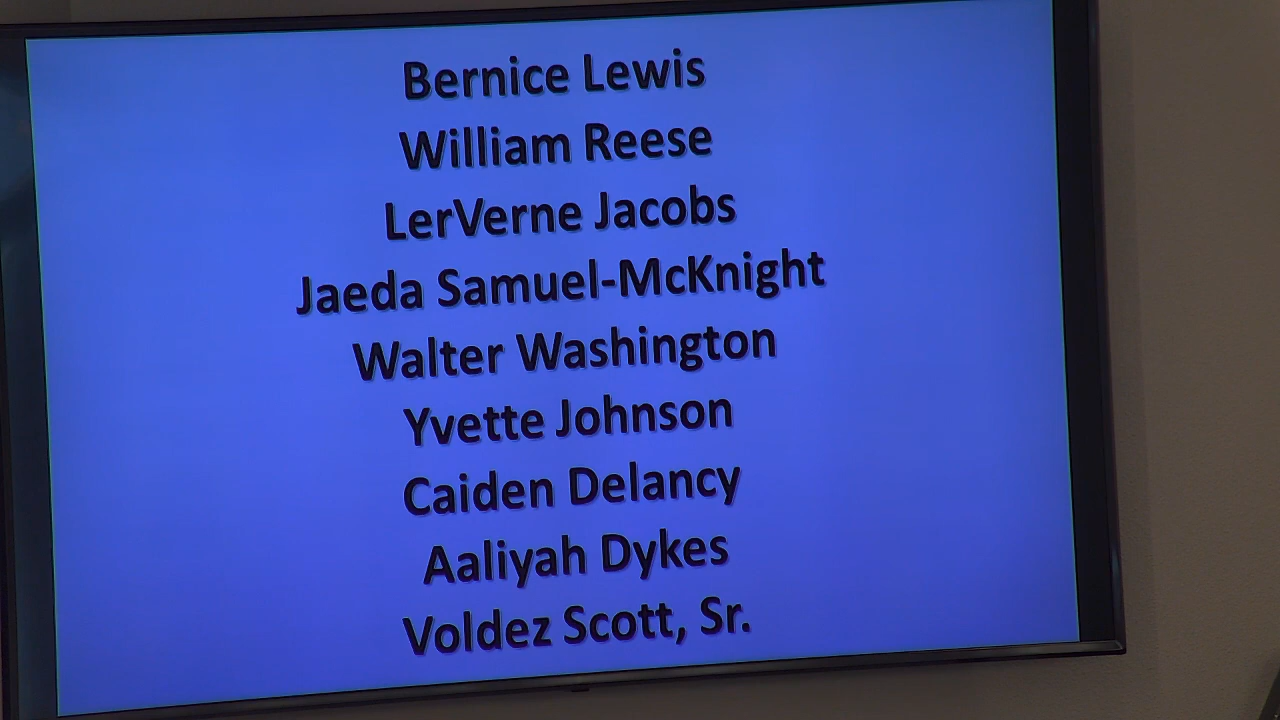 Bernice Lewis
William Reese
LerVerne Jacobs
Jaeda Samuel-McKnight
Walter Washington
Yvette Johnson
Caiden Delancy
Aaliyah Dykes
Voldez Scott, Sr.